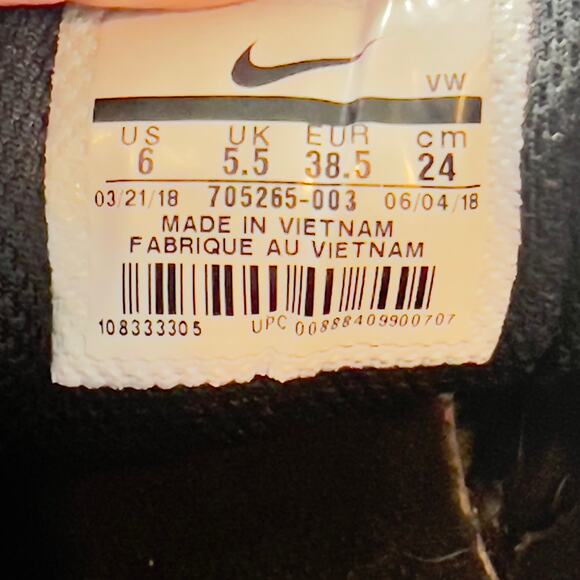 VW
US UK EUR cm
6 5.5 38.5 24
03/21/18 705265-003 06/04/18
MADE IN VIETNAM
FABRIQUE AU VIETNAM
108333305 UPC 00888409900707